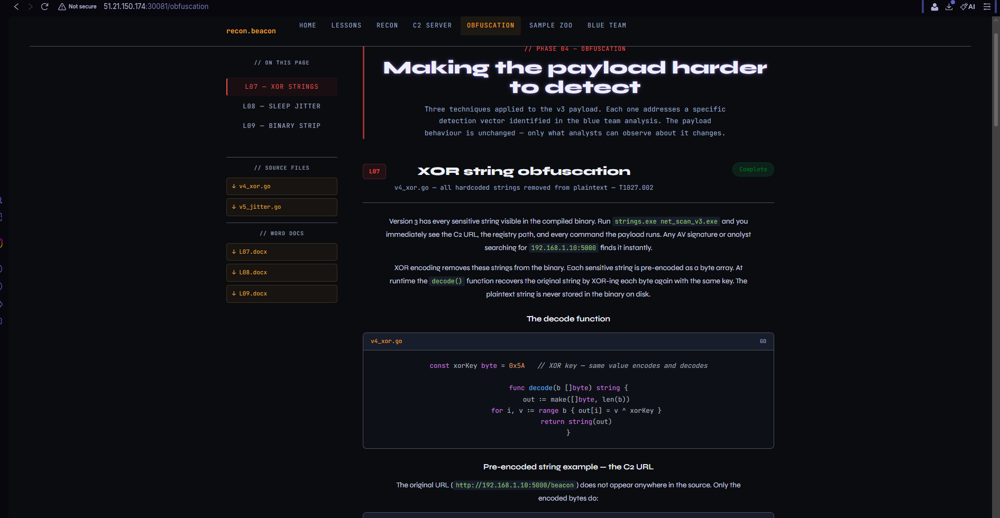 Not secure
51.21.150.174:30081/obfuscation
AI
recon.beacon
HOME
LESSONS
RECON
C2 SERVER
OBFUSCATION
SAMPLE ZOO
BLUE TEAM
// ON THIS PAGE
L07 — XOR STRINGS
L08 — SLEEP JITTER
L09 — BINARY STRIP
// SOURCE FILES
↓ v4_xor.go
↓ v5_jitter.go
// WORD DOCS
↓ L07.docx
↓ L08.docx
↓ L09.docx
// PHASE 04 — OBFUSCATION
Making the payload harder
to detect
Three techniques applied to the v3 payload. Each one addresses a specific
detection vector identified in the blue team analysis. The payload
behaviour is unchanged — only what analysts can observe about it changes.
L07
XOR string obfuscation
Complete
v4_xor.go — all hardcoded strings removed from plaintext — T1027.002
Version 3 has every sensitive string visible in the compiled binary. Run strings.exe net_scan_v3.exe and you
immediately see the C2 URL, the registry path, and every command the payload runs. Any AV signature or analyst
searching for 192.168.1.10:5000 finds it instantly.
XOR encoding removes these strings from the binary. Each sensitive string is pre-encoded as a byte array. At
runtime the decode() function recovers the original string by XOR-ing each byte again with the same key. The
plaintext string is never stored in the binary on disk.
The decode function
v4_xor.go
GO
const xorKey byte = 0x5A // XOR key — same value encodes and decodes
func decode(b []byte) string {
out := make([]byte, len(b))
for i, v := range b { out[i] = v ^ xorKey }
return string(out)
}
Pre-encoded string example — the C2 URL
The original URL ( http://192.168.1.10:5000/beacon ) does not appear anywhere in the source. Only the
encoded bytes do: